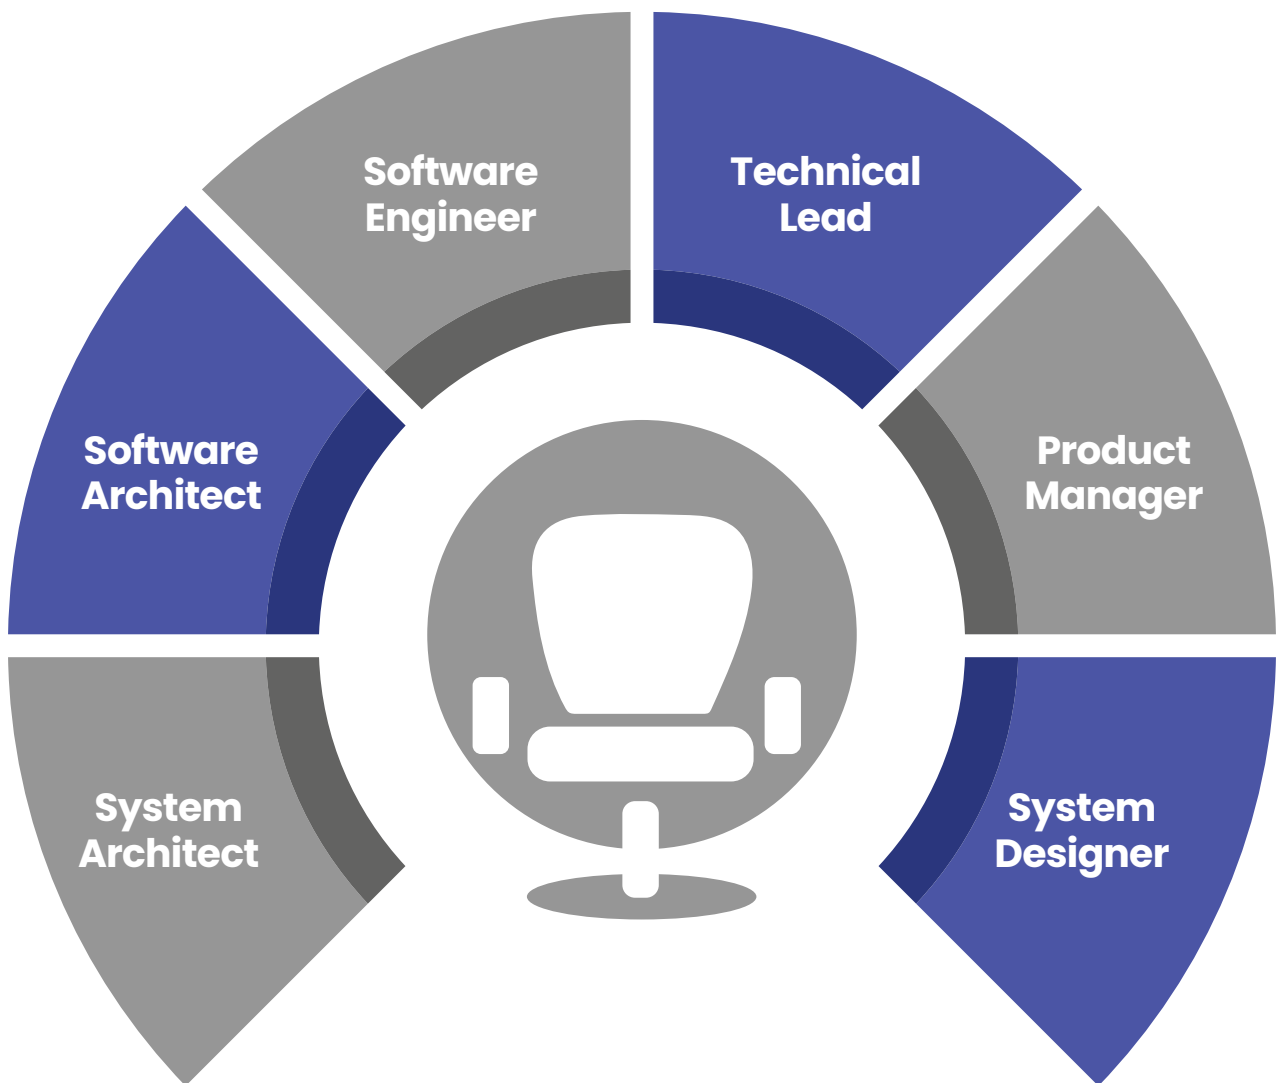 Software
Engineer
Technical
Lead
Software
Architect
Product
Manager
System
Architect
System
Designer